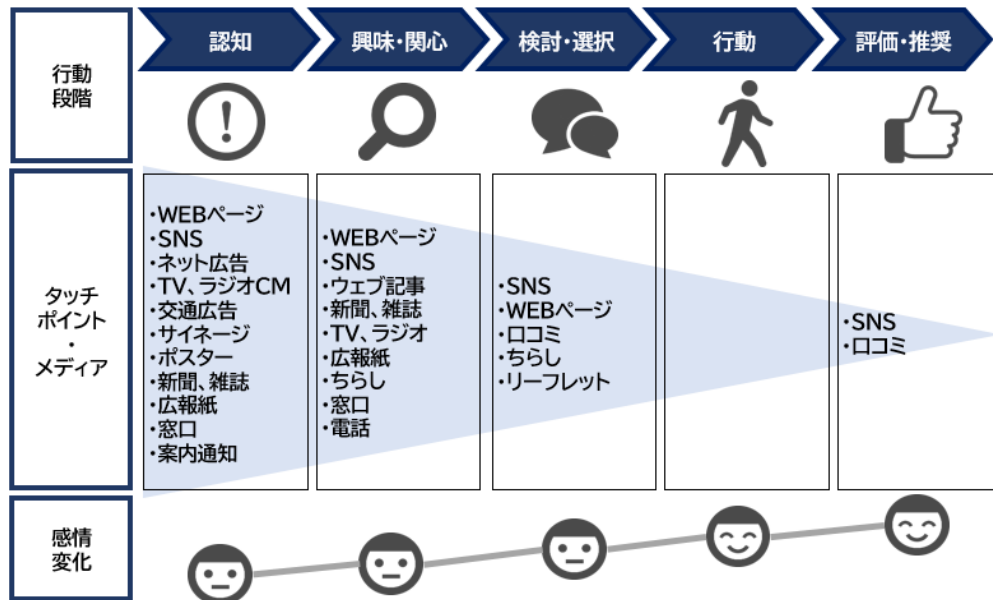 行動
段階
認知
興味・関心
検討・選択
行動
評価・推奨
タッチ
ポイント
・
メディア
・WEBページ
・SNS
・ネット広告
・TV、ラジオCM
・交通広告
・サイネージ
・ポスター
・新聞、雑誌
・広報紙
・窓口
・案内通知
・WEBページ
・SNS
・ウェブ記事
・新聞、雑誌
・TV、ラジオ
・広報紙
・ちらし
・窓口
・電話
・SNS
・WEBページ
・口コミ
・ちらし
・リーフレット
・SNS
・口コミ
感情
変化